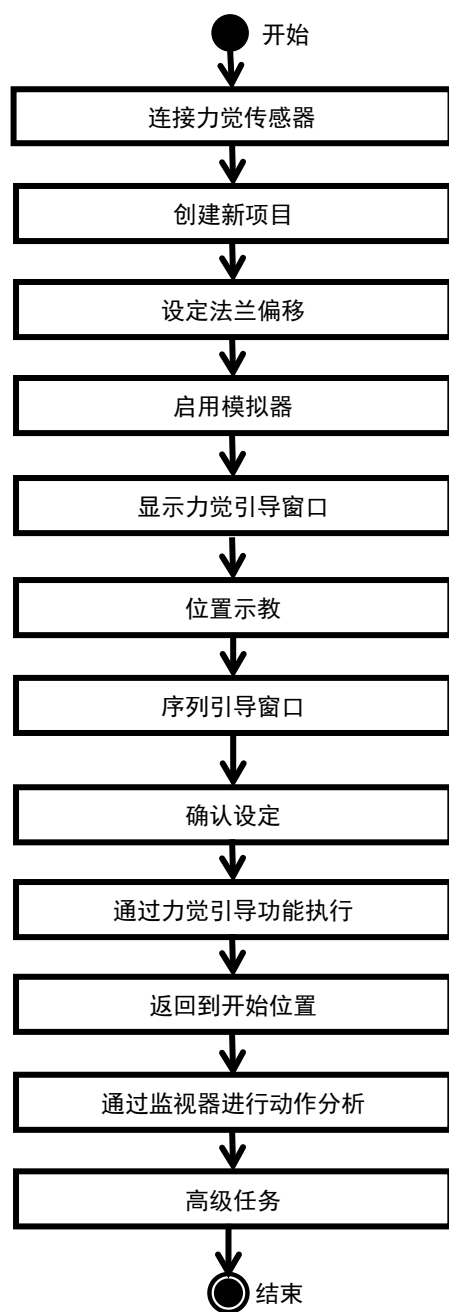 开始
连接力觉传感器
创建新项目
设定法兰偏移
启用模拟器
显示力觉引导窗口
位置示教
序列引导窗口
确认设定
通过力觉引导功能执行
返回到开始位置
通过监视器进行动作分析
高级任务
结束